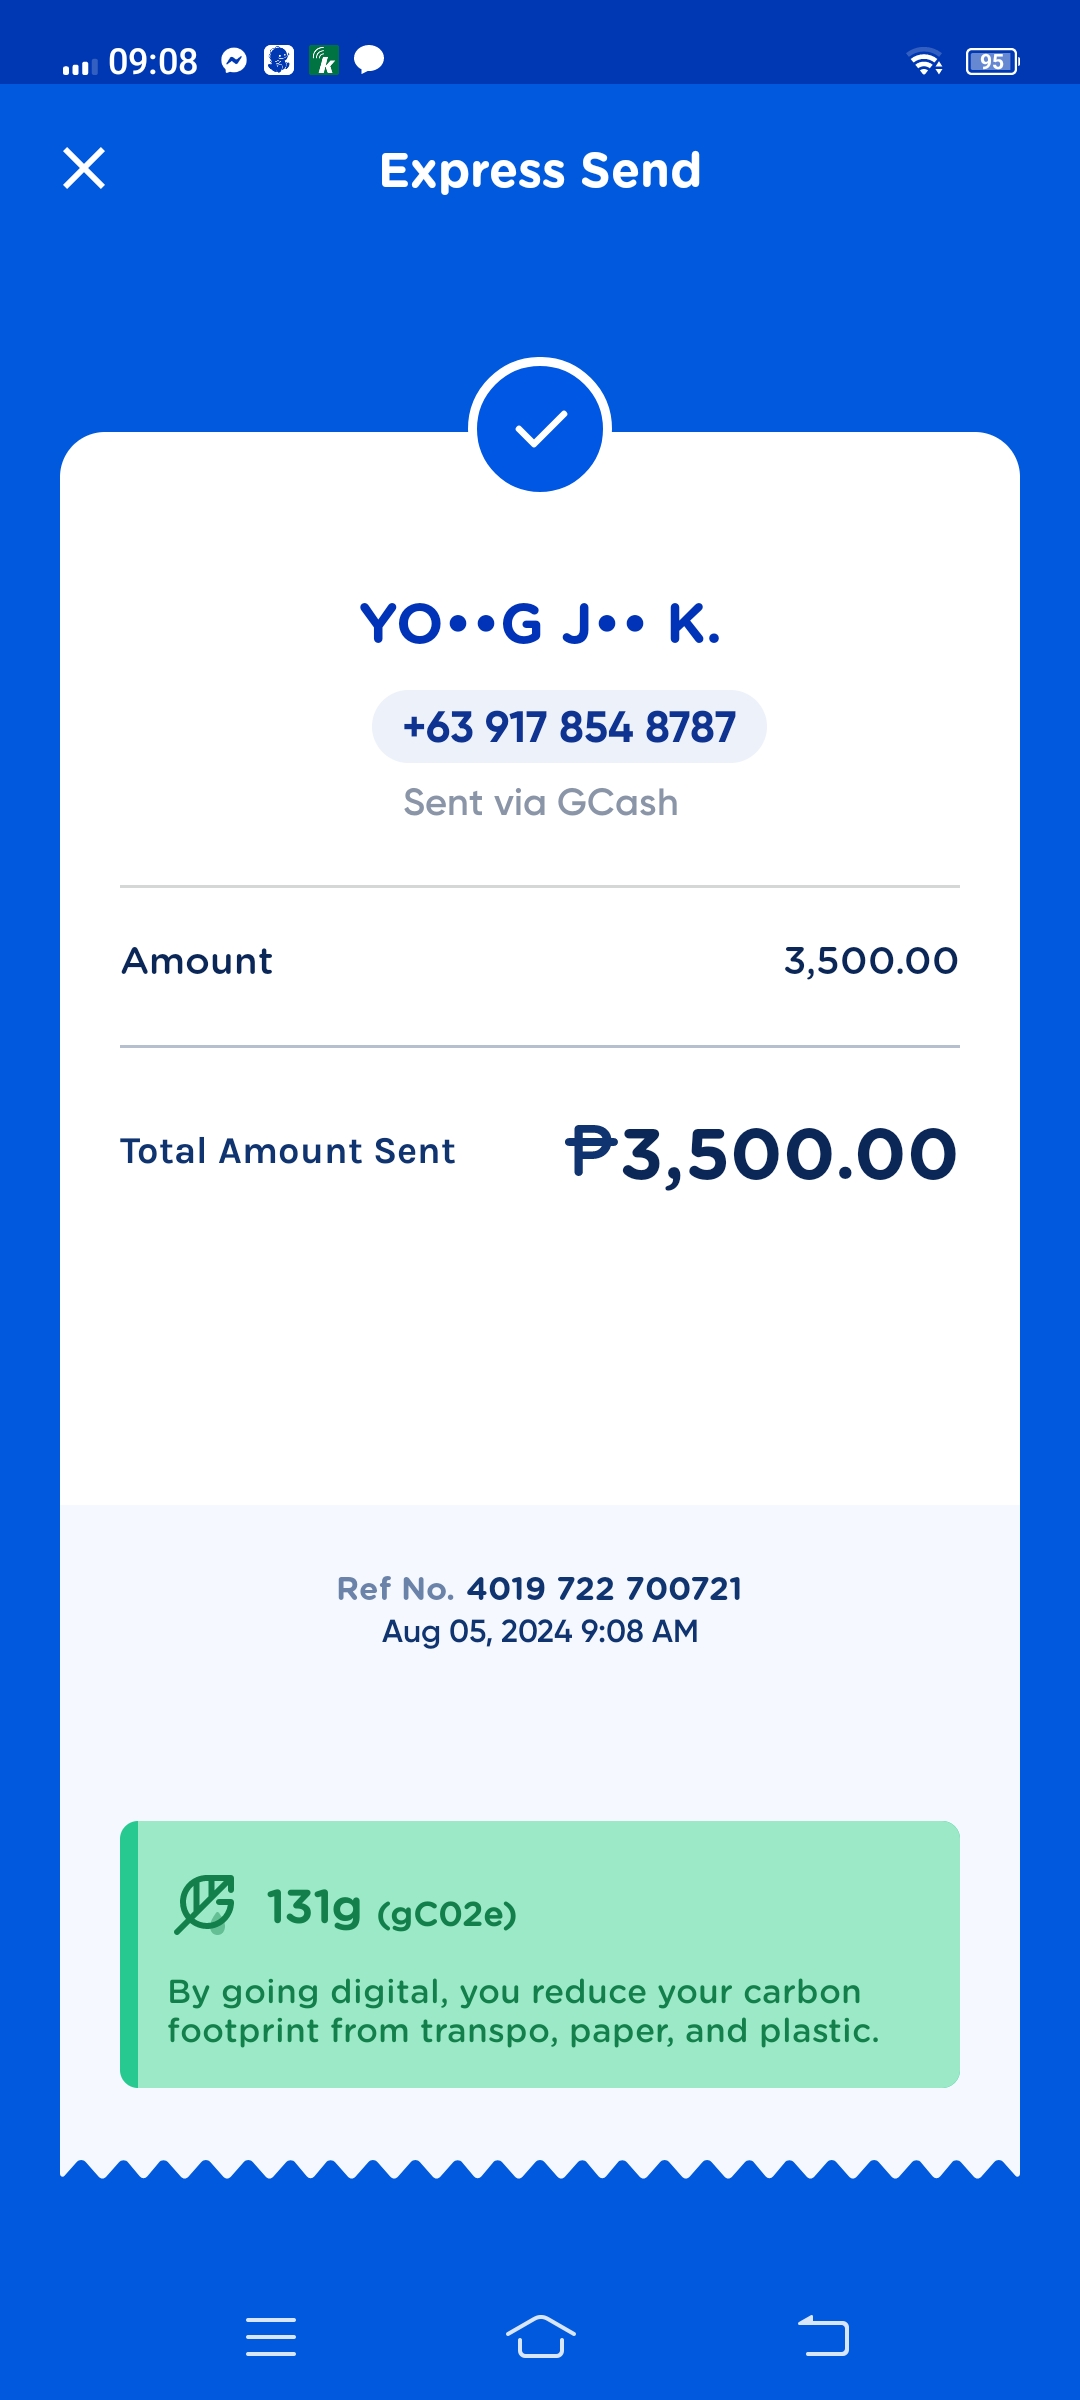 09:08
95
Express Send
YO••G J•• K.
+63 917 854 8787
Sent via GCash
Amount 3,500.00
Total Amount Sent ₱3,500.00
Ref No. 4019 722 700721
Aug 05, 2024 9:08 AM
131g (gC02e)
By going digital, you reduce your carbon
footprint from transpo, paper, and plastic.